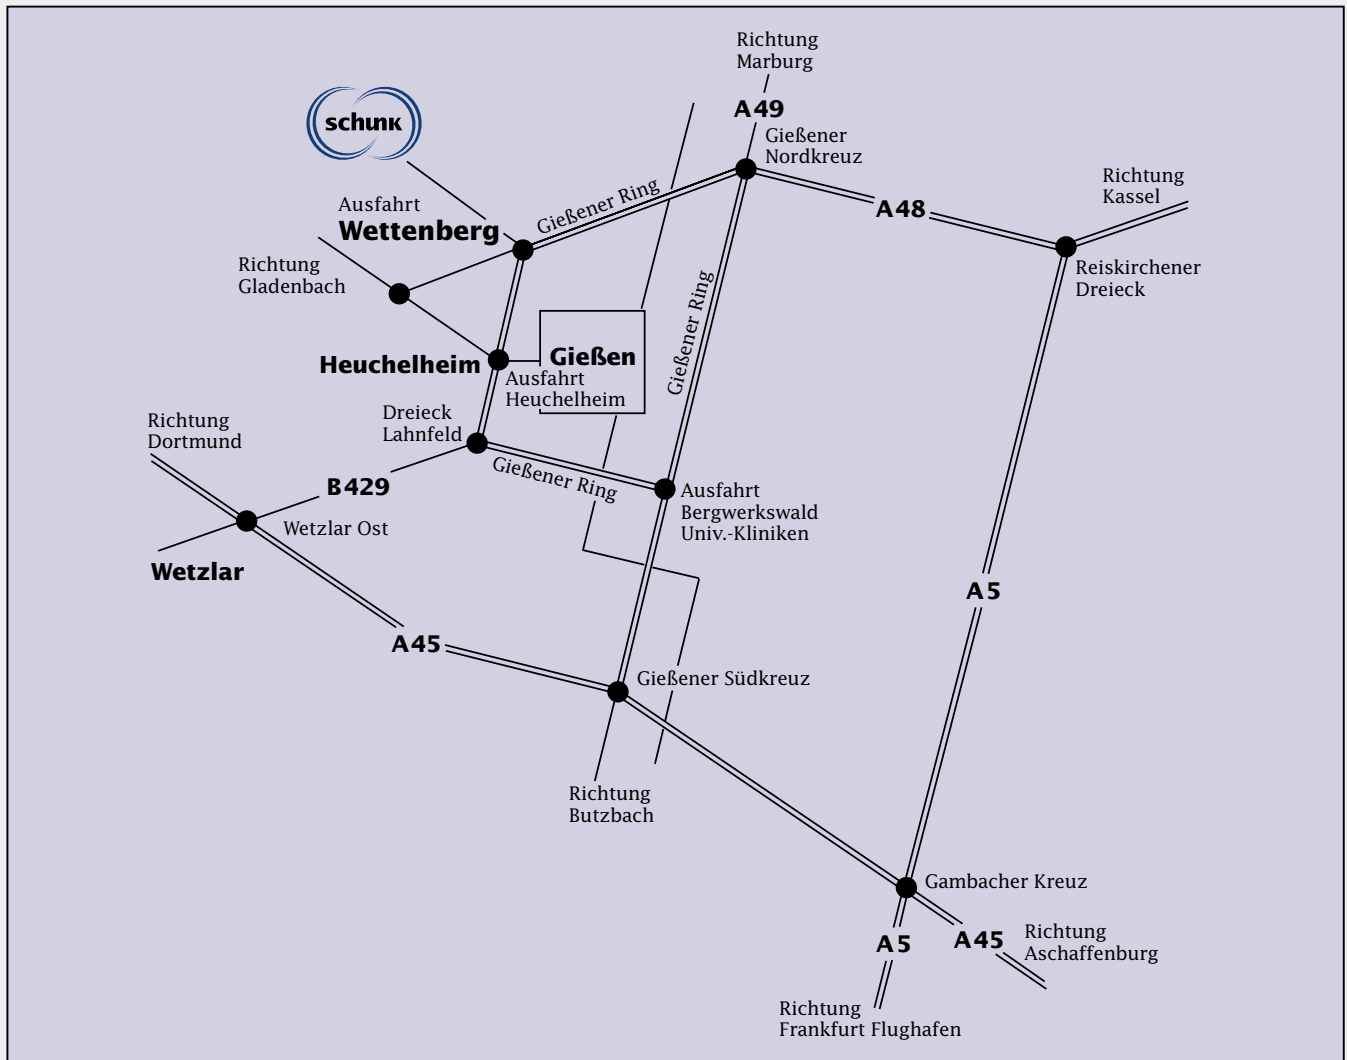 Richtung
Marburg
A49
schunk
Gießener
Nordkreuz
Richtung
Kassel
Gießener Ring
Ausfahrt
Wettenberg
A48
Richtung
Gladenbach
Reiskirchener
Dreieck
Gießener Ring
Heuchelheim
Gießen
Ausfahrt
Heuchelheim
Dreieck
Lahnfeld
Richtung
Dortmund
B429
Gießener Ring
Ausfahrt
Bergwerkswald
Univ.-Kliniken
Wetzlar Ost
Wetzlar
A5
A45
Gießener Südkreuz
Richtung
Butzbach
Gambacher Kreuz
A5
A45
Richtung
Aschaffenburg
Richtung
Frankfurt Flughafen